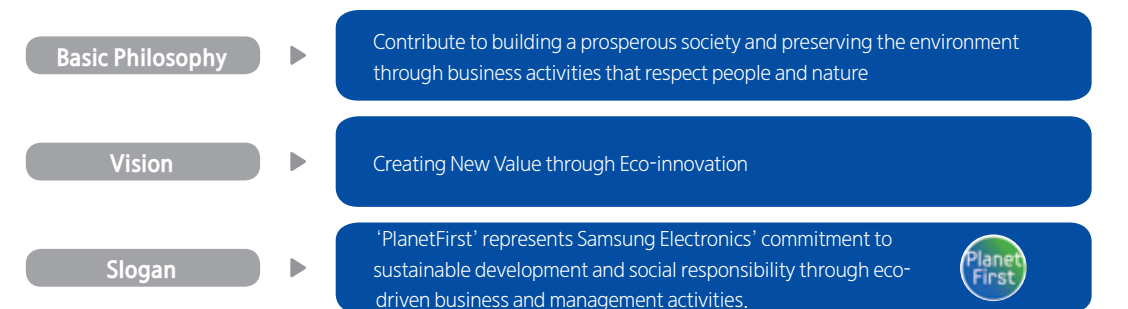 Basic Philosophy
Contribute to building a prosperous society and preserving the environment
through business activities that respect people and nature
Vision
Creating New Value through Eco-innovation
Slogan
‘PlanetFirst’ represents Samsung Electronics’ commitment to
sustainable development and social responsibility through eco-
driven business and management activities.
Planet
First